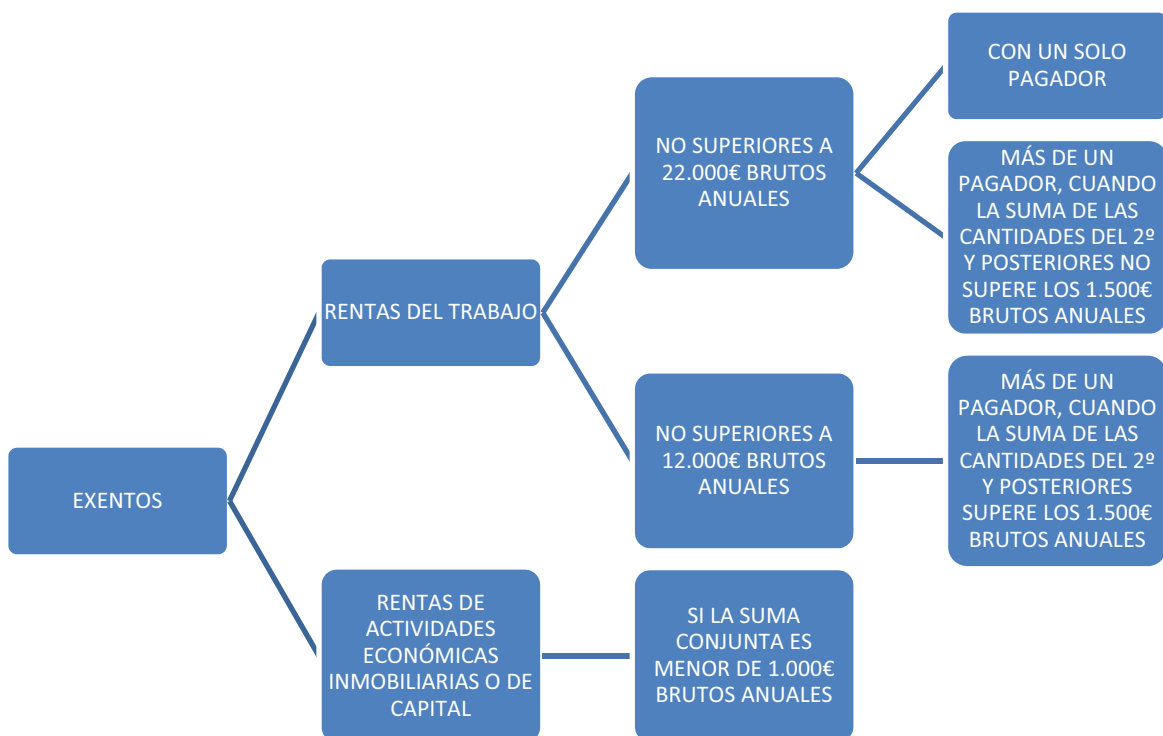 EXENTOS
RENTAS DEL TRABAJO
NO SUPERIORES A
22.000€ BRUTOS
ANUALES
CON UN SOLO
PAGADOR
MÁS DE UN
PAGADOR, CUANDO
LA SUMA DE LAS
CANTIDADES DEL 2º
Y POSTERIORES NO
SUPERE LOS 1.500€
BRUTOS ANUALES
NO SUPERIORES A
12.000€ BRUTOS
ANUALES
MÁS DE UN
PAGADOR, CUANDO
LA SUMA DE LAS
CANTIDADES DEL 2º
Y POSTERIORES
SUPERE LOS 1.500€
BRUTOS ANUALES
RENTAS DE
ACTIVIDADES
ECONÓMICAS
INMOBILIARIAS O DE
CAPITAL
SI LA SUMA
CONJUNTA ES
MENOR DE 1.000€
BRUTOS ANUALES